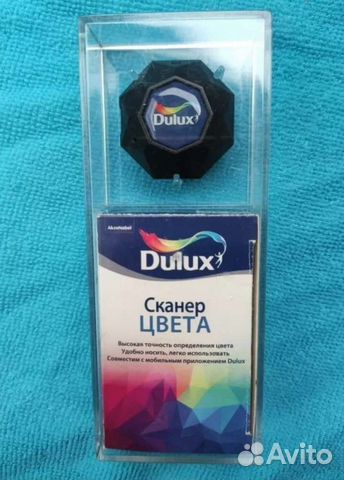 Dulux
AkzoNobel
Dulux
Сканер
ЦВЕТА
Высокая точность определения цвета
Удобно носить, легко использовать
Совместим с мобильным приложением Dulux
Avito